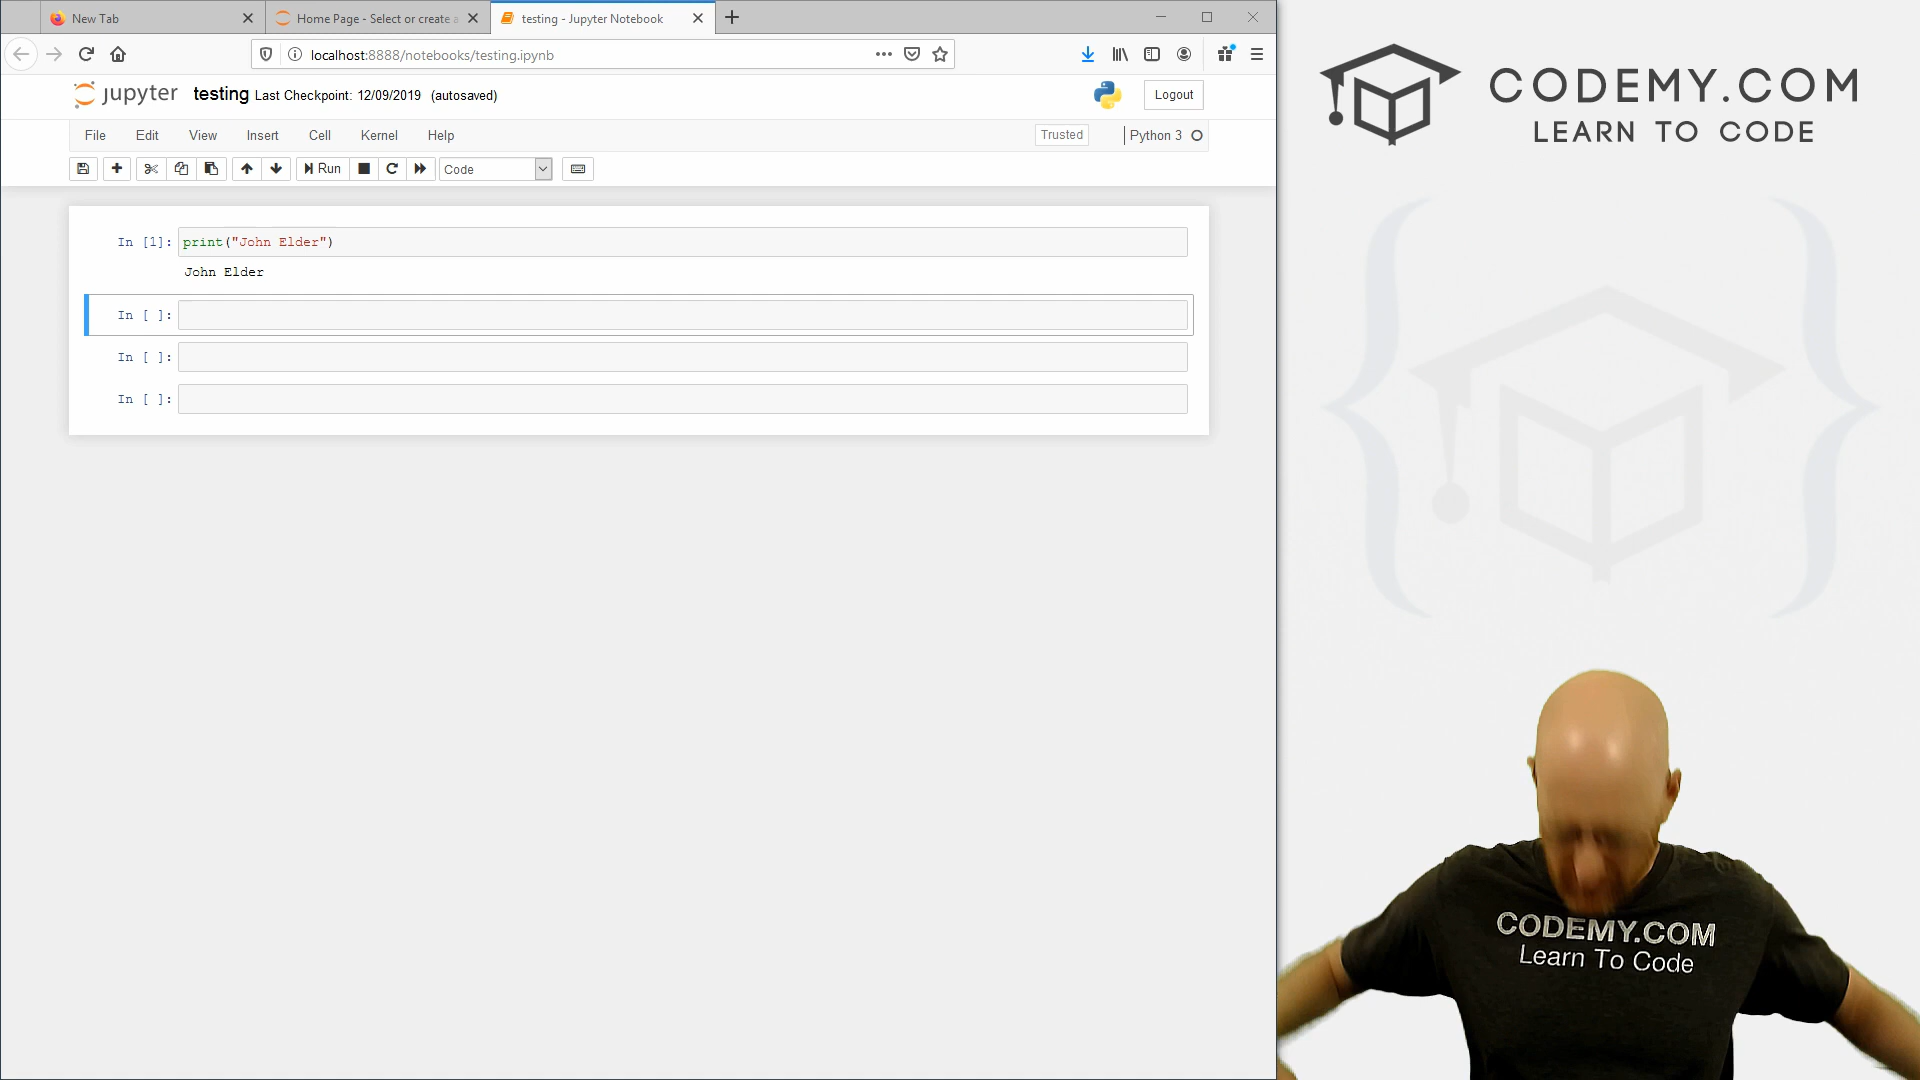 New Tab
Home Page - Select or create a
testing - Jupyter Notebook
localhost:8888/notebooks/testing.ipynb
jupyter testing Last Checkpoint: 12/09/2019 (autosaved)
Logout
File Edit View Insert Cell Kernel Help
Trusted
Python 3
Run
Code
In [1]: print("John Elder")
John Elder
In [ ]:
In [ ]:
In [ ]:
CODEMY.COM
LEARN TO CODE
CODEMY.COM
Learn To Code